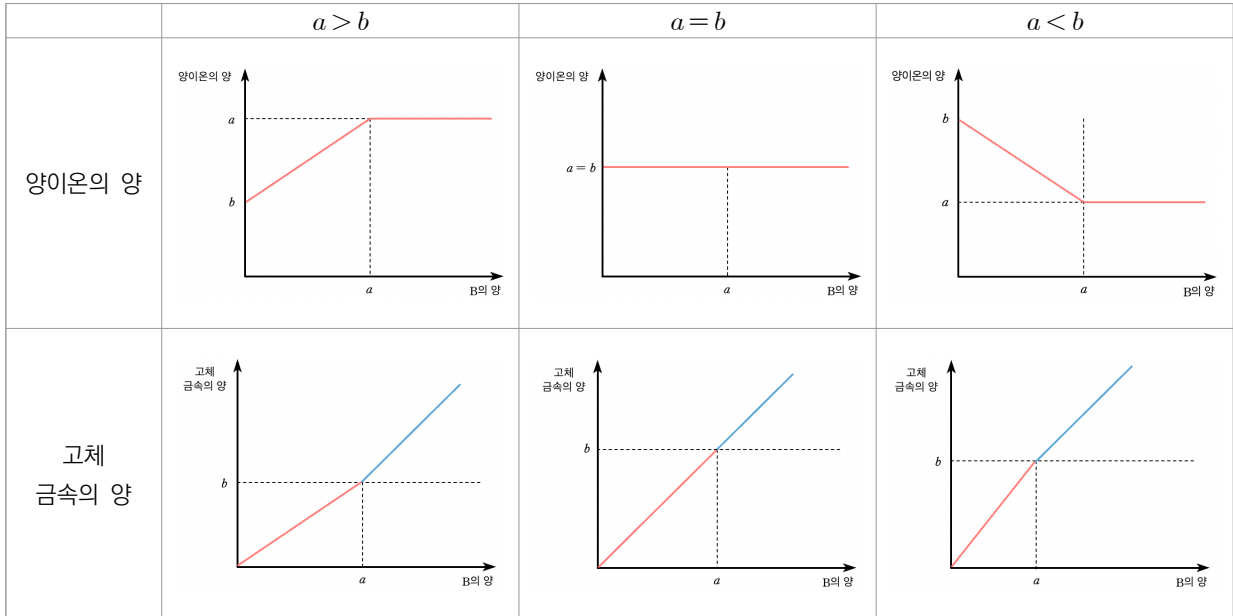 a > b
a = b
a < b
양이온의 양
양이온의 양
a
b
a
B의 양
양이온의 양
a = b
a
B의 양
양이온의 양
b
a
a
B의 양
고체
금속의 양
고체
금속의 양
b
a
B의 양
고체
금속의 양
b
a
B의 양
고체
금속의 양
b
a
B의 양